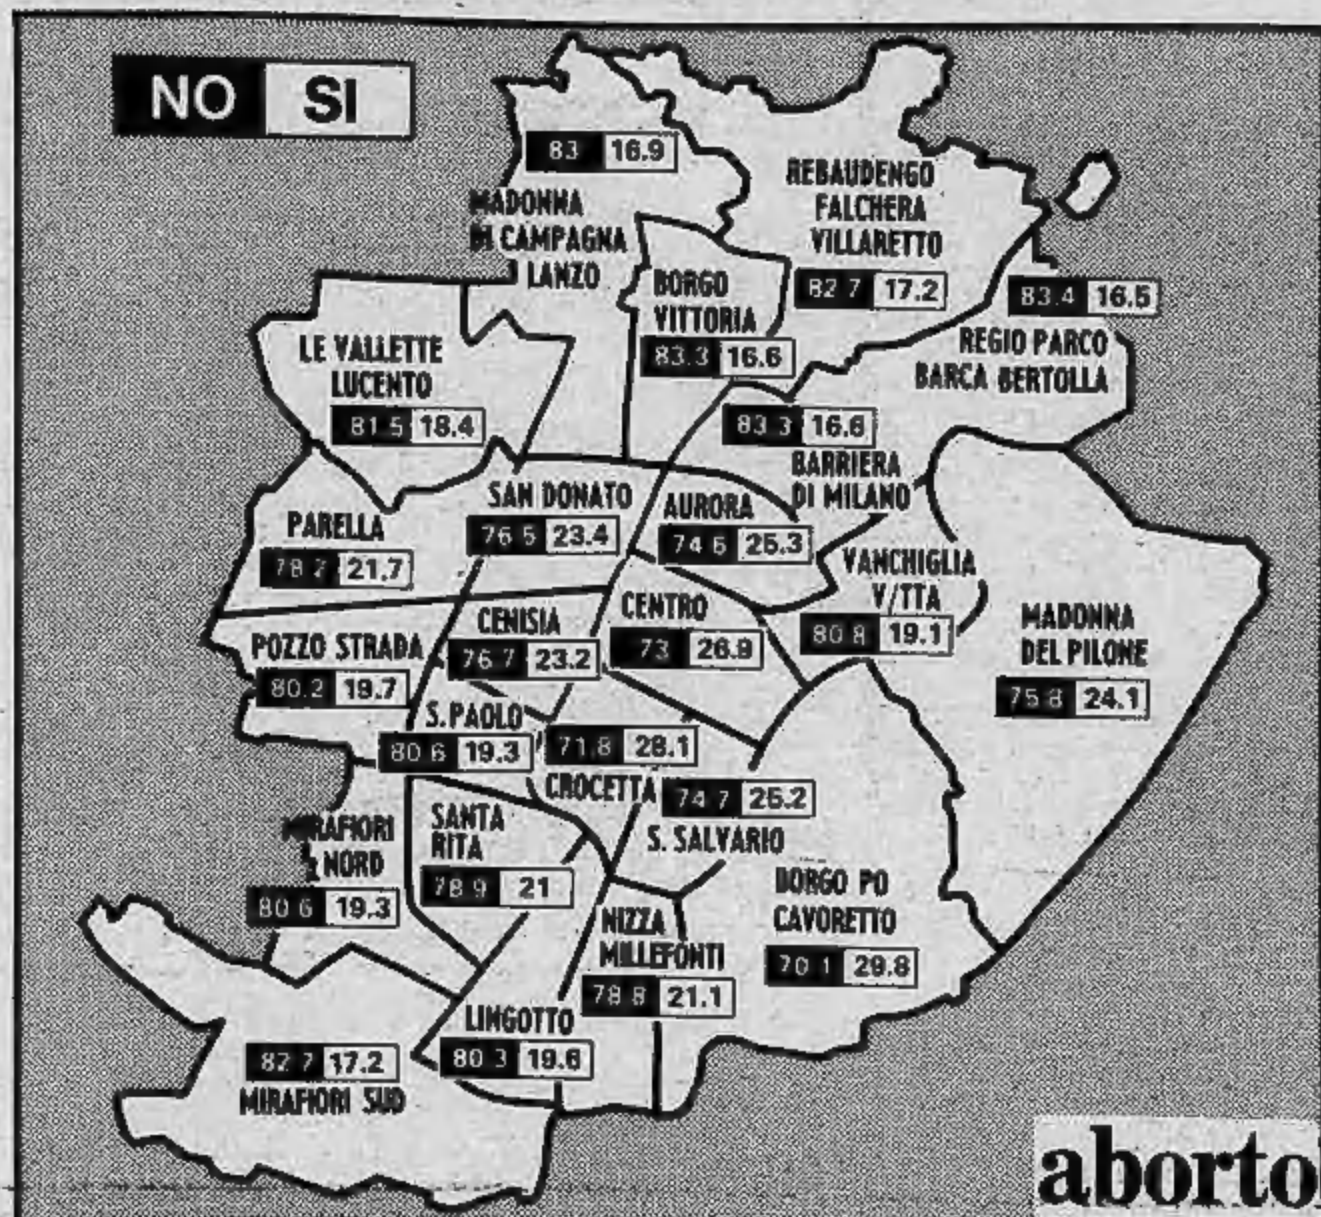 NO SI
83 16.9
MADONNA
DI CAMPAGNA
LANZO
REBAUDENGO
FALCHERA
VILLARETTO
82 7 17.2
BORGO
VITTORIA
83.3 16.6
83.4 16.5
REGIO PARCO
BARCA BERTOLLA
LE VALLETTE
LUCENTO
81 5 18.4
83 3 16.6
BARRIERA
DI MILANO
SAN DONATO
76 5 23.4
AURORA
74 6 25.3
PARELLA
78 2 21.7
VANCHIGLIA
V/TTA
80 8 19.1
MADONNA
DEL PILONE
75 8 24.1
CENISIA
76 7 23.2
CENTRO
73 26.9
POZZO STRADA
80.2 19.7
S. PAOLO
80 6 19.3
71.8 28.1
CROCETTA
74 7 25.2
S. SALVARIO
MIRAFIORI
NORD
80 6 19.3
SANTA
RITA
78 9 21
NIZZA
MILLEFONTI
78 8 21.1
BORGO PO
CAVORETTO
70 1 29.8
LINGOTTO
80 3 19.6
82 7 17.2
MIRAFIORI SUD
aborto